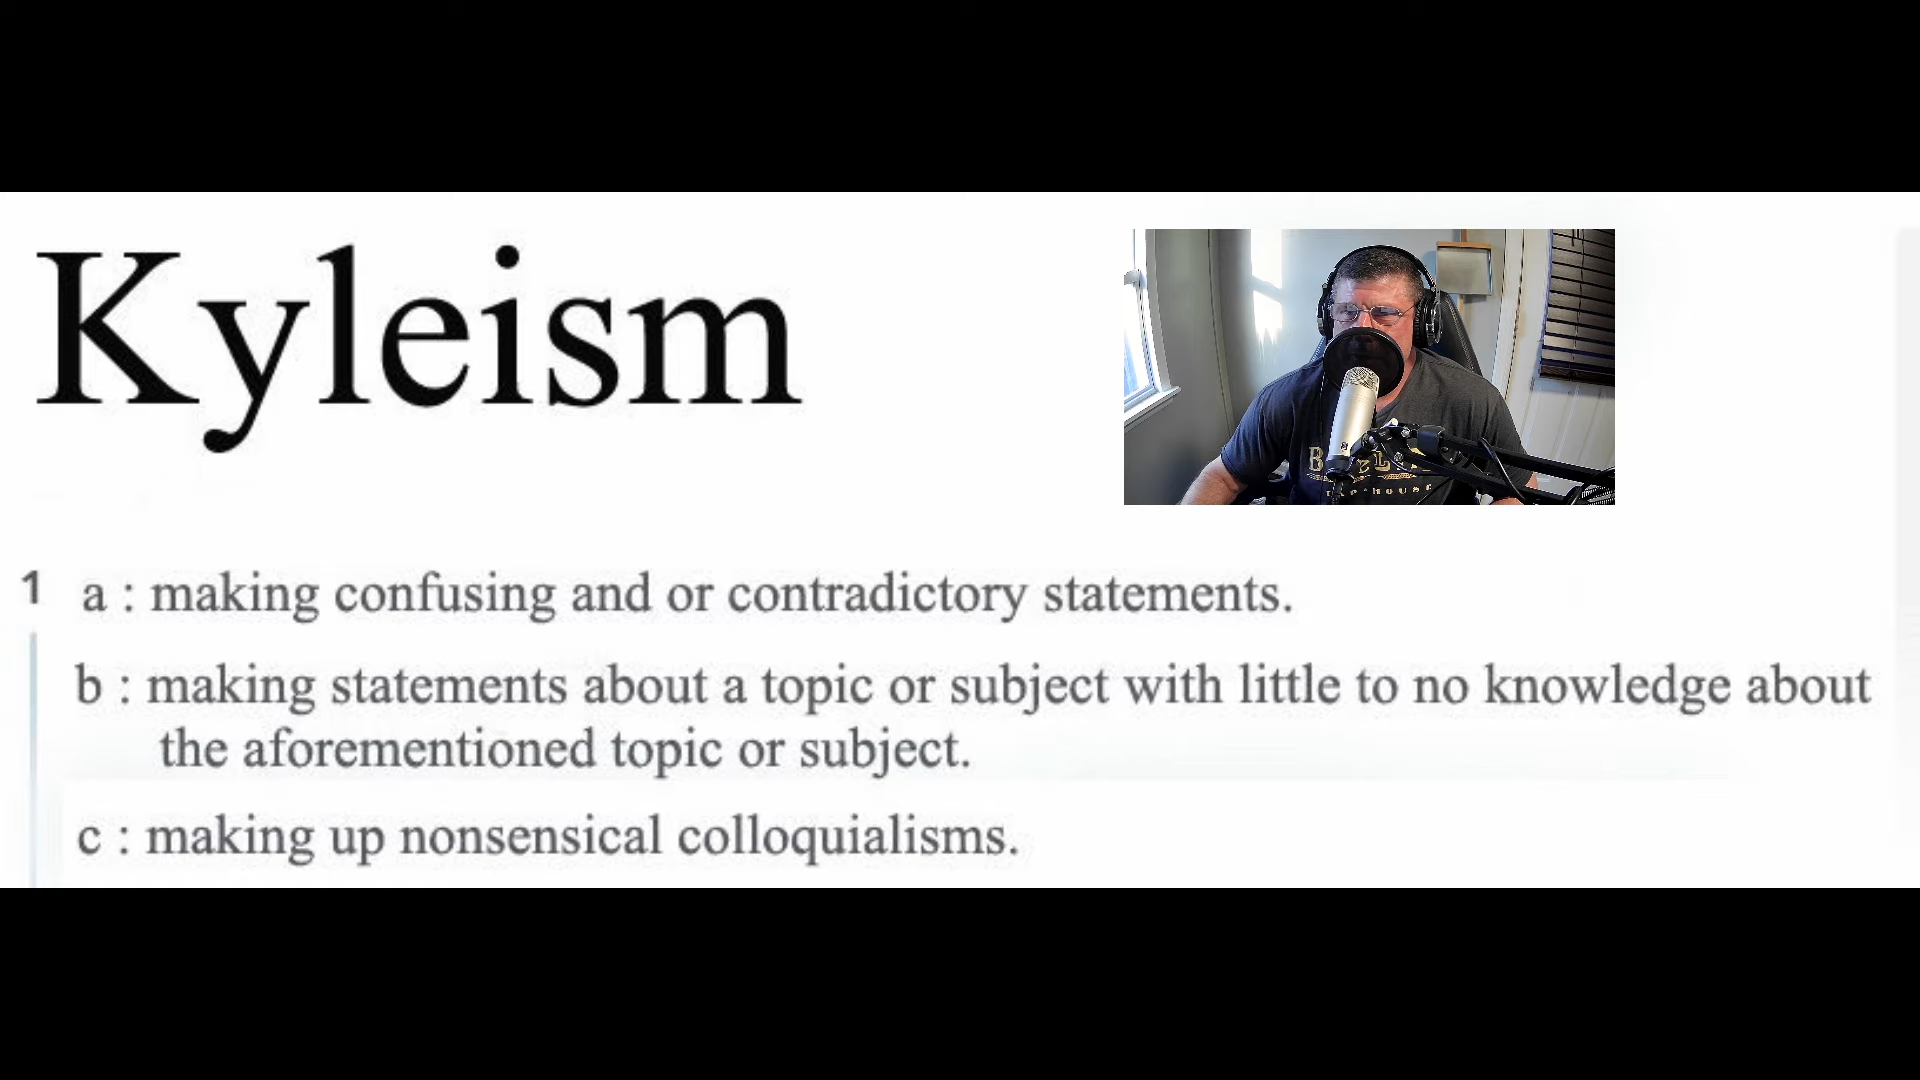 Kyleism
1 a : making confusing and or contradictory statements.
b : making statements about a topic or subject with little to no knowledge about
the aforementioned topic or subject.
c : making up nonsensical colloquialisms.
HOUSE